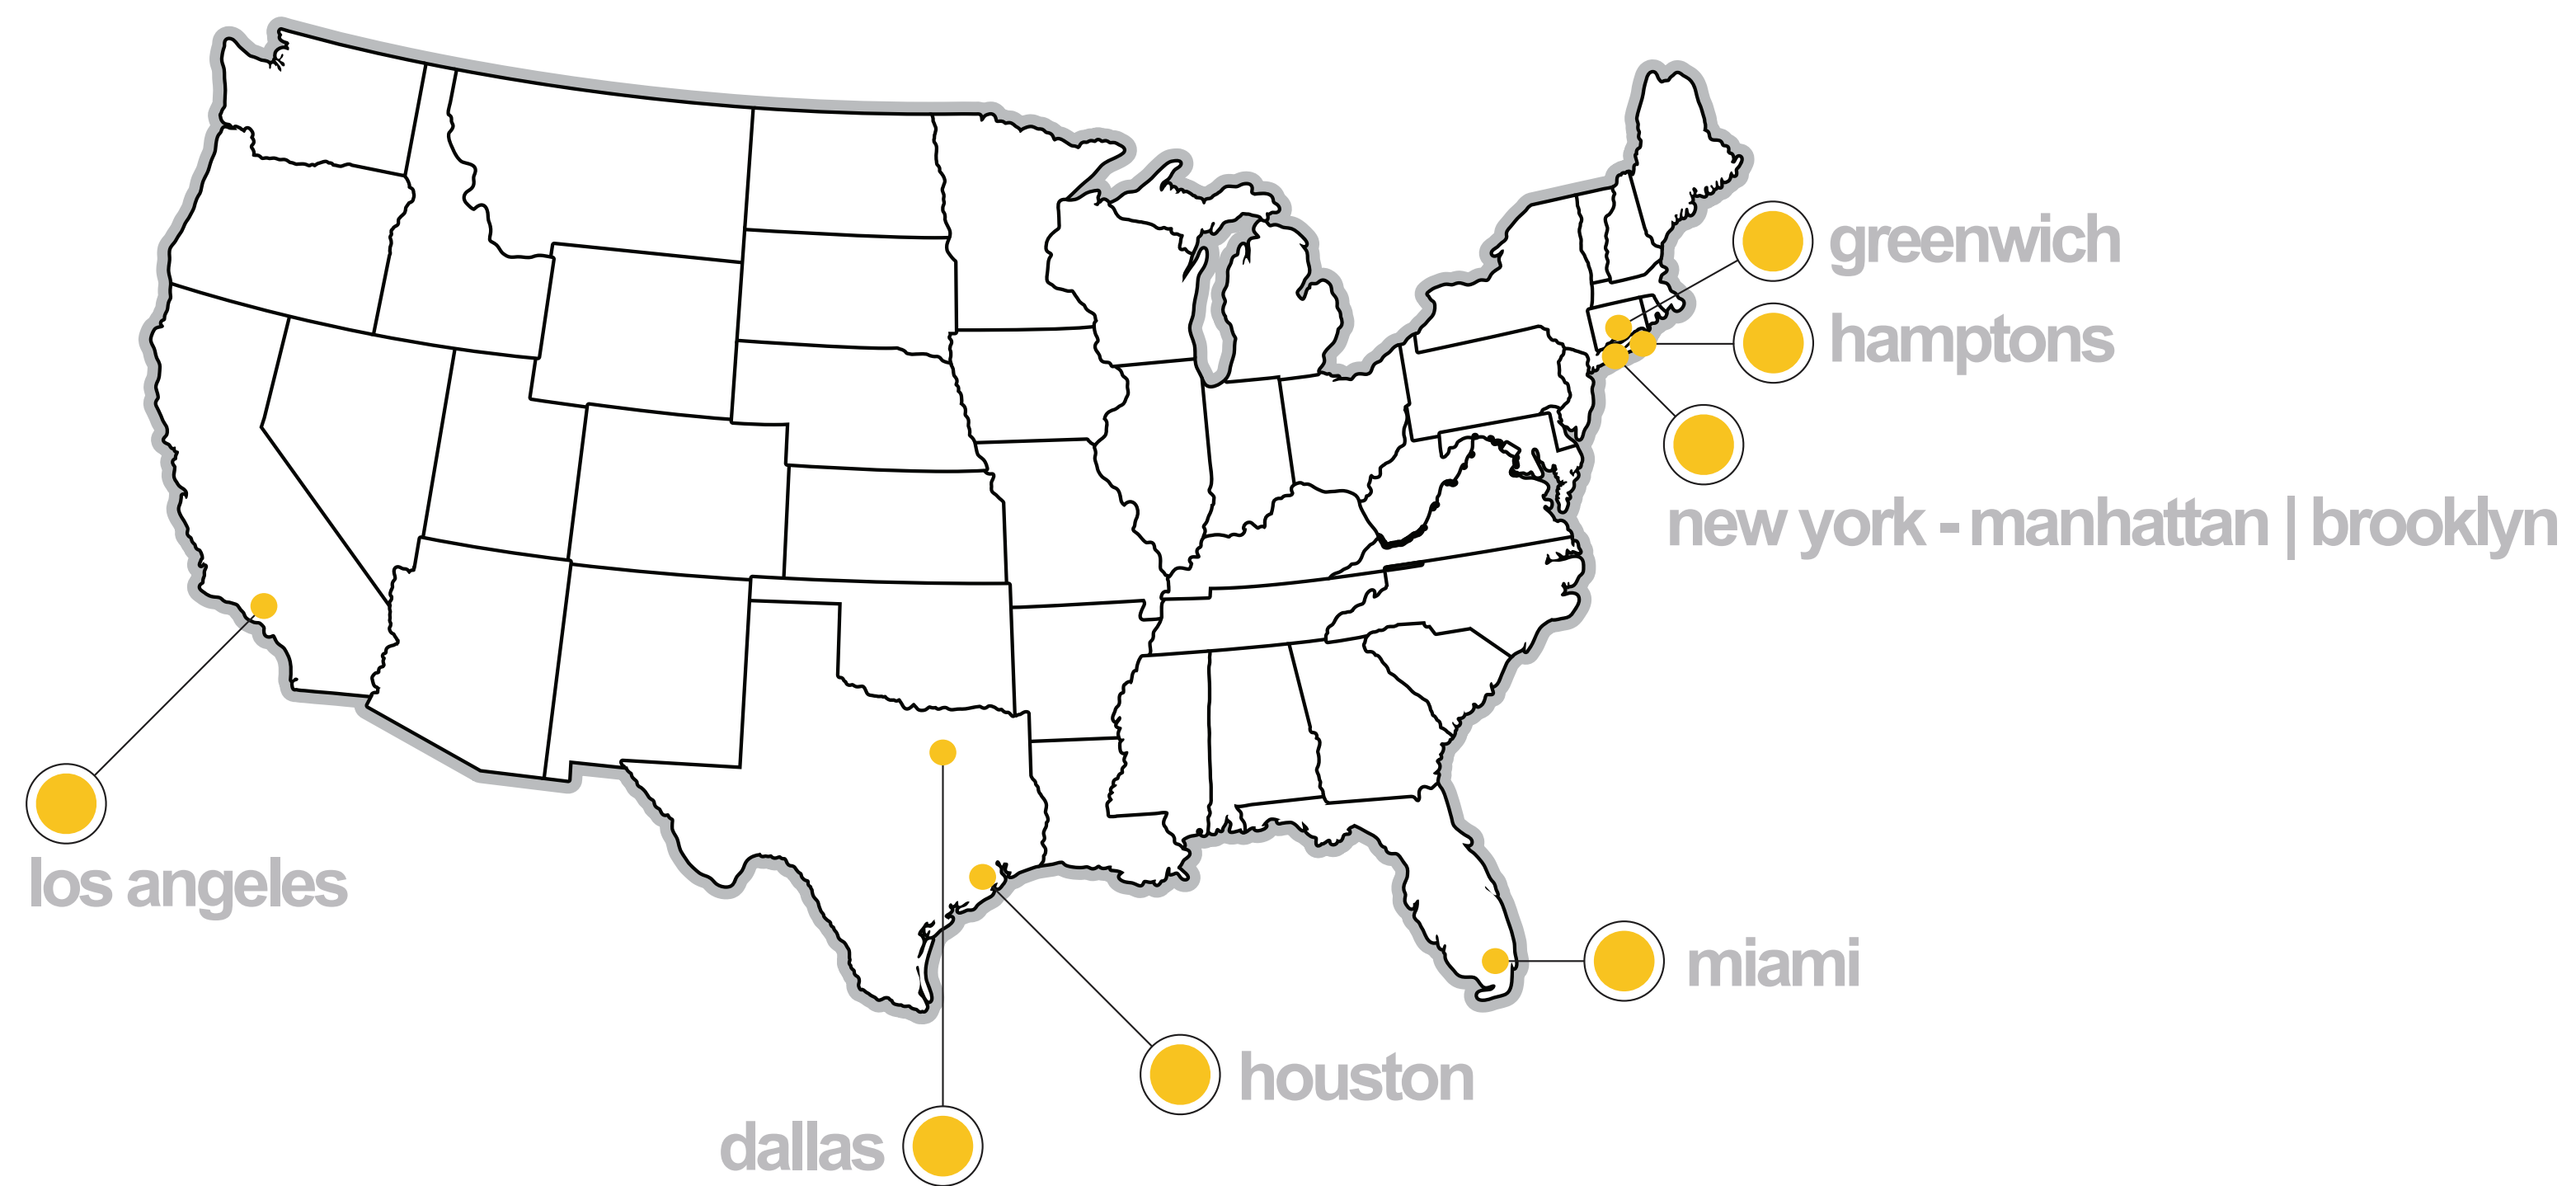 greenwich
hamptons
new york - manhattan | brooklyn
los angeles
miami
houston
dallas